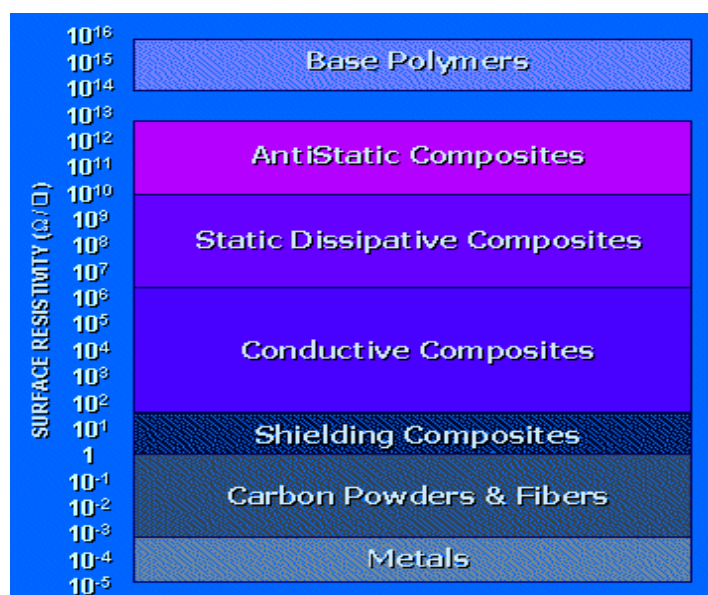 10¹⁶
10¹⁵
Base Polymers
10¹⁴
10¹³
10¹²
AntiStatic Composites
10¹¹
10¹⁰
10⁹
Static Dissipative Composites
10⁸
10⁷
10⁶
10⁵
10⁴
Conductive Composites
10³
10²
10¹
Shielding Composites
1
10⁻¹
Carbon Powders & Fibers
10⁻²
10⁻³
10⁻⁴
Metals
10⁻⁵
SURFACE RESISTIVITY (Ω/□)